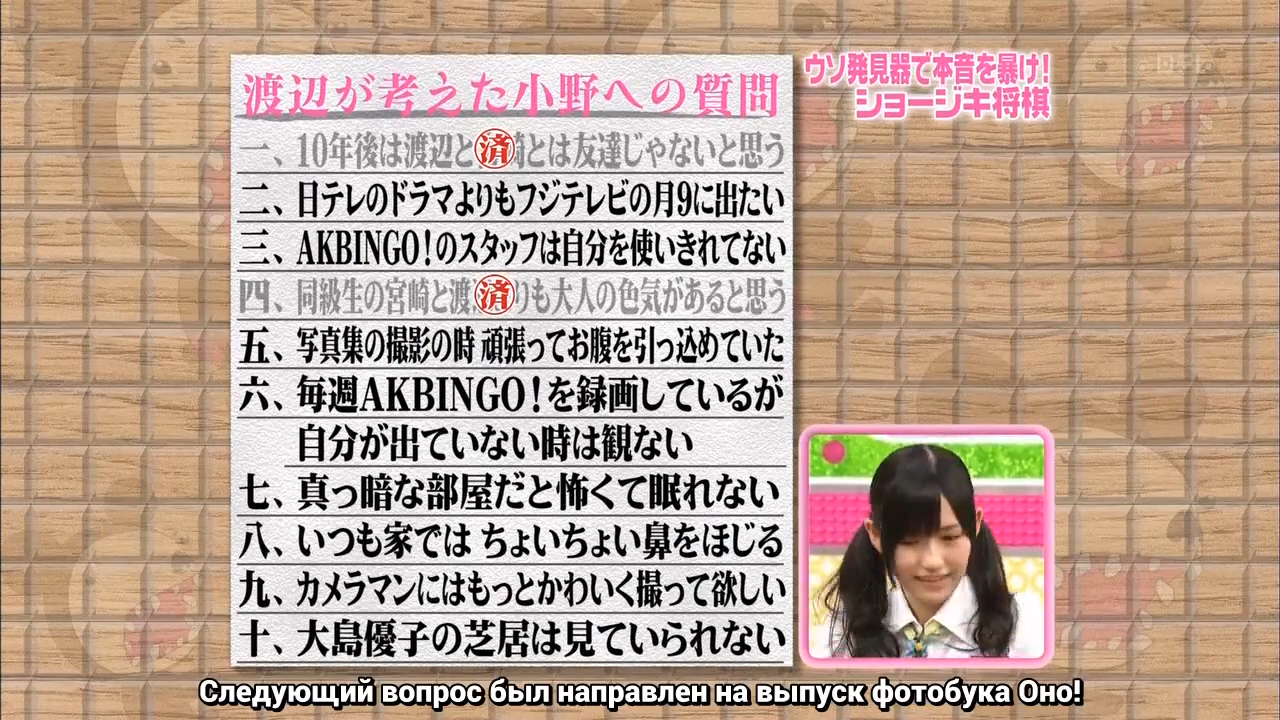 ウソ発見器で本音を暴け!
ショージキ将棋
渡辺が考えた小野への質問
一、10年後は渡辺と済崎とは友達じゃないと思う
二、日テレのドラマよりもフジテレビの月9に出たい
三、AKBINGO!のスタッフは自分を使いきれてない
四、同級生の宮崎と渡済りも大人の色気があると思う
五、写真集の撮影の時 頑張ってお腹を引っ込めていた
六、毎週AKBINGO!を録画しているが
自分が出ていない時は観ない
七、真っ暗な部屋だと怖くて眠れない
八、いつも家では ちょいちょい鼻をほじる
九、カメラマンにはもっとかわいく撮って欲しい
十、大島優子の芝居は見ていられない
Следующий вопрос был направлен на выпуск фотобука Оно!